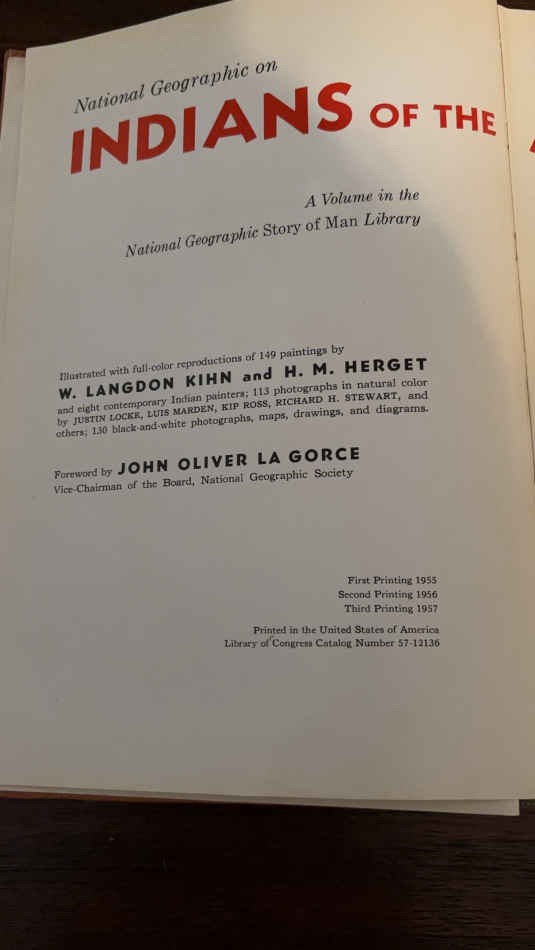 National Geographic on
INDIANS OF THE
A Volume in the
National Geographic Story of Man Library
Illustrated with full-color reproductions of 149 paintings by
W. LANGDON KIHN and H. M. HERGET
and eight contemporary Indian painters; 113 photographs in natural color
by JUSTIN LOCKE, LUIS MARDEN, KIP ROSS, RICHARD H. STEWART, and
others; 130 black-and-white photographs, maps, drawings, and diagrams.
Foreword by JOHN OLIVER LA GORCE
Vice-Chairman of the Board, National Geographic Society
First Printing 1955
Second Printing 1956
Third Printing 1957
Printed in the United States of America
Library of Congress Catalog Number 57-12136